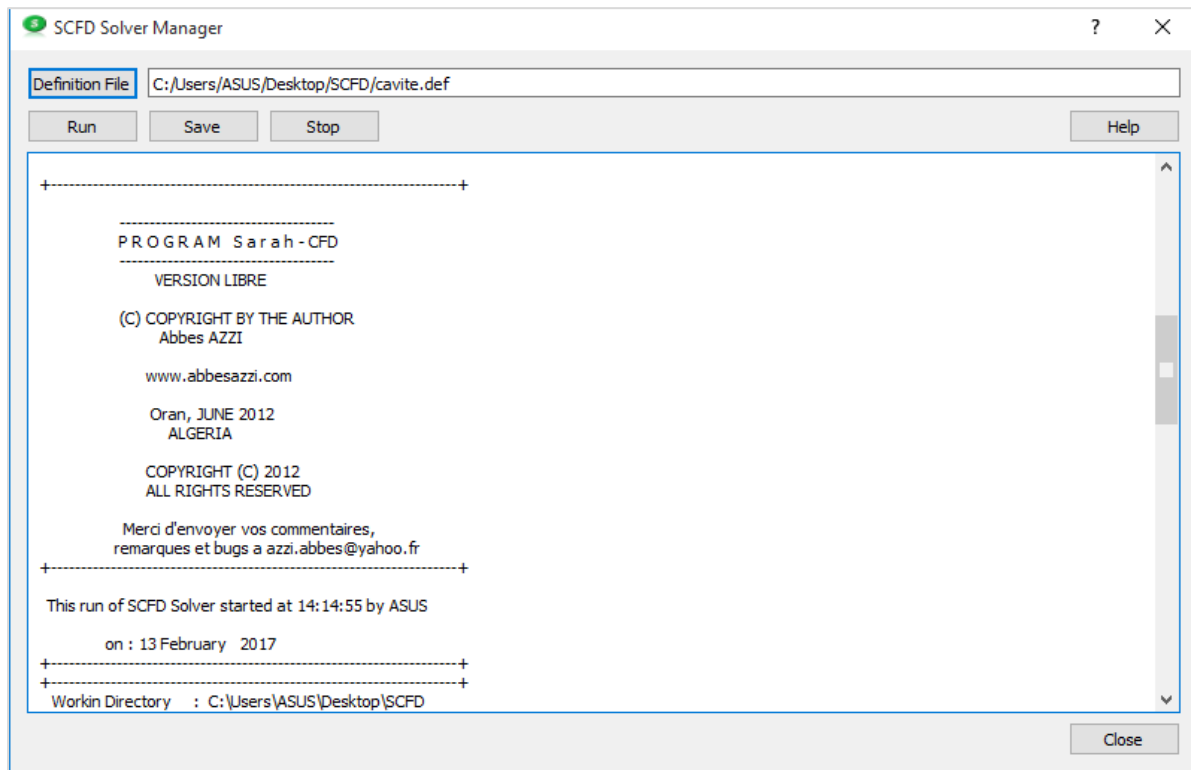 SCFD Solver Manager ?
Definition File C:/Users/ASUS/Desktop/SCFD/cavite.def
Run Save Stop Help
+--------------------------------------------------------------------+
------------------------------------
P R O G R A M   S a r a h - CFD
------------------------------------
VERSION LIBRE
(C) COPYRIGHT BY THE AUTHOR
Abbes AZZI
www.abbesazzi.com
Oran, JUNE 2012
ALGERIA
COPYRIGHT (C) 2012
ALL RIGHTS RESERVED
Merci d'envoyer vos commentaires,
remarques et bugs a azzi.abbes@yahoo.fr
+--------------------------------------------------------------------+
This run of SCFD Solver started at 14:14:55 by ASUS
on : 13 February 2017
+--------------------------------------------------------------------+
+--------------------------------------------------------------------+
Workin Directory : C:\Users\ASUS\Desktop\SCFD
Close